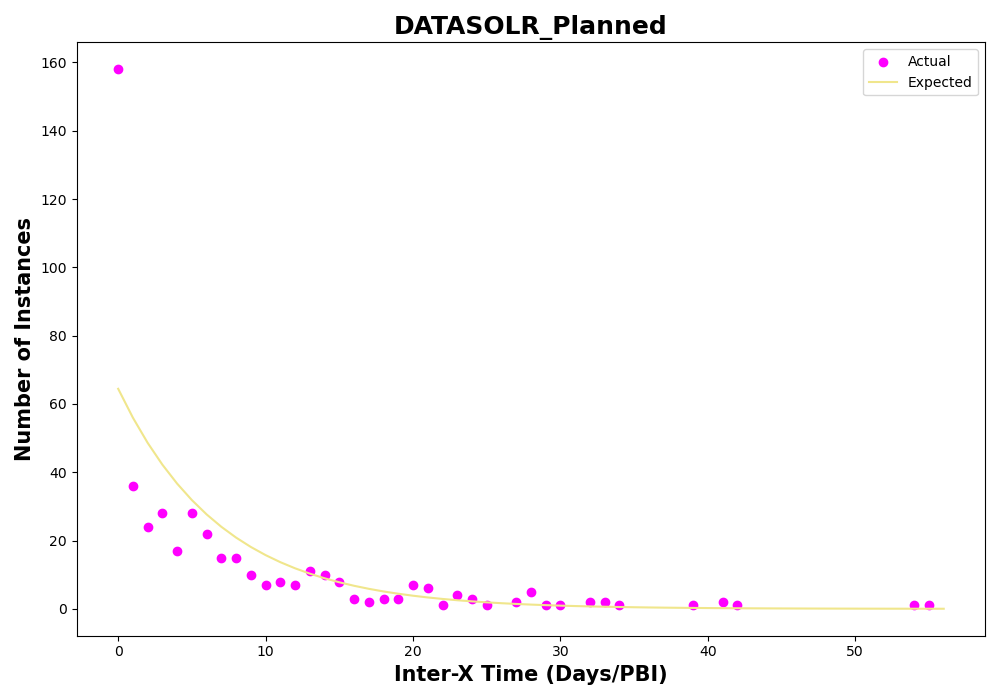 DATASOLR_Planned
Actual
Expected
Number of Instances
160
140
120
100
80
60
40
20
0
0 10 20 30 40 50
Inter-X Time (Days/PBI)